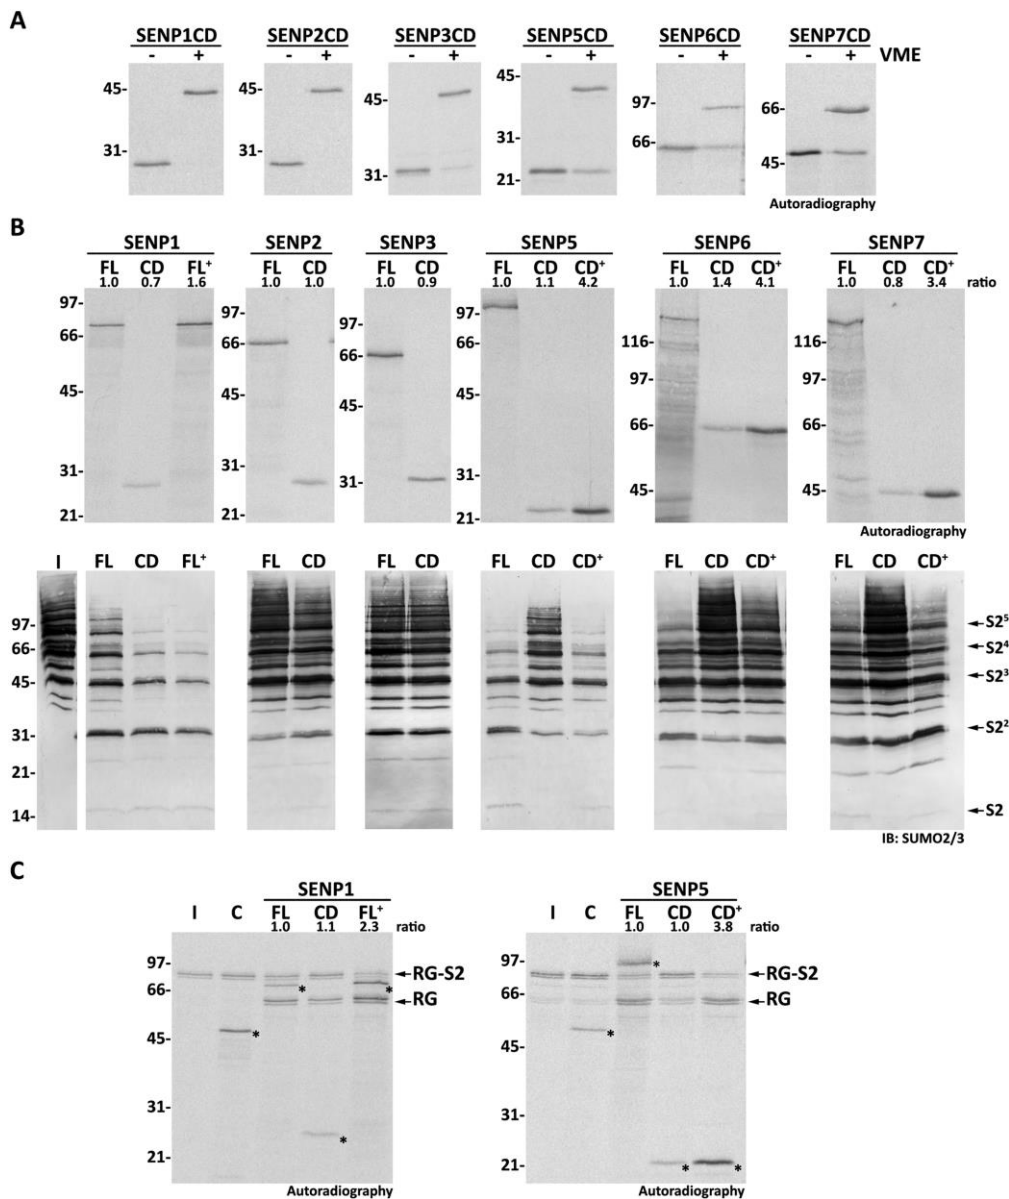 A
SENP1CD SENP2CD SENP3CD SENP5CD SENP6CD SENP7CD
- + - + - + - + - + - + VME
45- 45- 45- 45- 97- 66-
31- 31- 31- 31- 66- 45-
21-
Autoradiography
B
SENP1 SENP2 SENP3 SENP5 SENP6 SENP7
FL CD FL+ FL CD FL CD FL CD CD+ FL CD CD+ FL CD CD+
1.0 0.7 1.6 1.0 1.0 1.0 0.9 1.0 1.1 4.2 1.0 1.4 4.1 1.0 0.8 3.4 ratio
97- 97- 97- 97- 116- 116-
66- 66- 66- 66- 97- 97-
45- 45- 45- 45- 66- 66-
31- 31- 31- 31- 45- 45-
21- 21- 21-
Autoradiography
I FL CD FL+ FL CD FL CD FL CD CD+ FL CD CD+ FL CD CD+
97- S2⁵
66- S2⁴
45- S2³
31- S2²
21-
14- S2
IB: SUMO2/3
C
SENP1 SENP5
I C FL CD FL+ I C FL CD CD+
1.0 1.1 2.3 ratio 1.0 1.0 3.8 ratio
97- RG-S2 97- RG-S2
66- * * RG 66- * RG
45- * 45- *
31- 31-
21- * 21- * *
Autoradiography Autoradiography